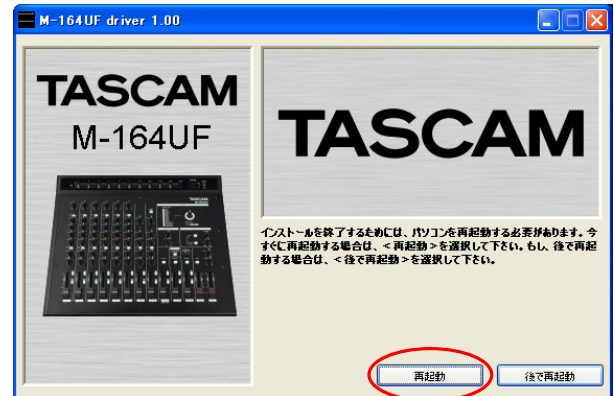 M-164UF driver 1.00
TASCAM
M-164UF
TASCAM
インストールを終了するためには、パソコンを再起動する必要があります。今
すぐに再起動する場合は、<再起動>を選択して下さい。もし、後で再起
動する場合は、<後で再起動>を選択して下さい。
再起動
後で再起動